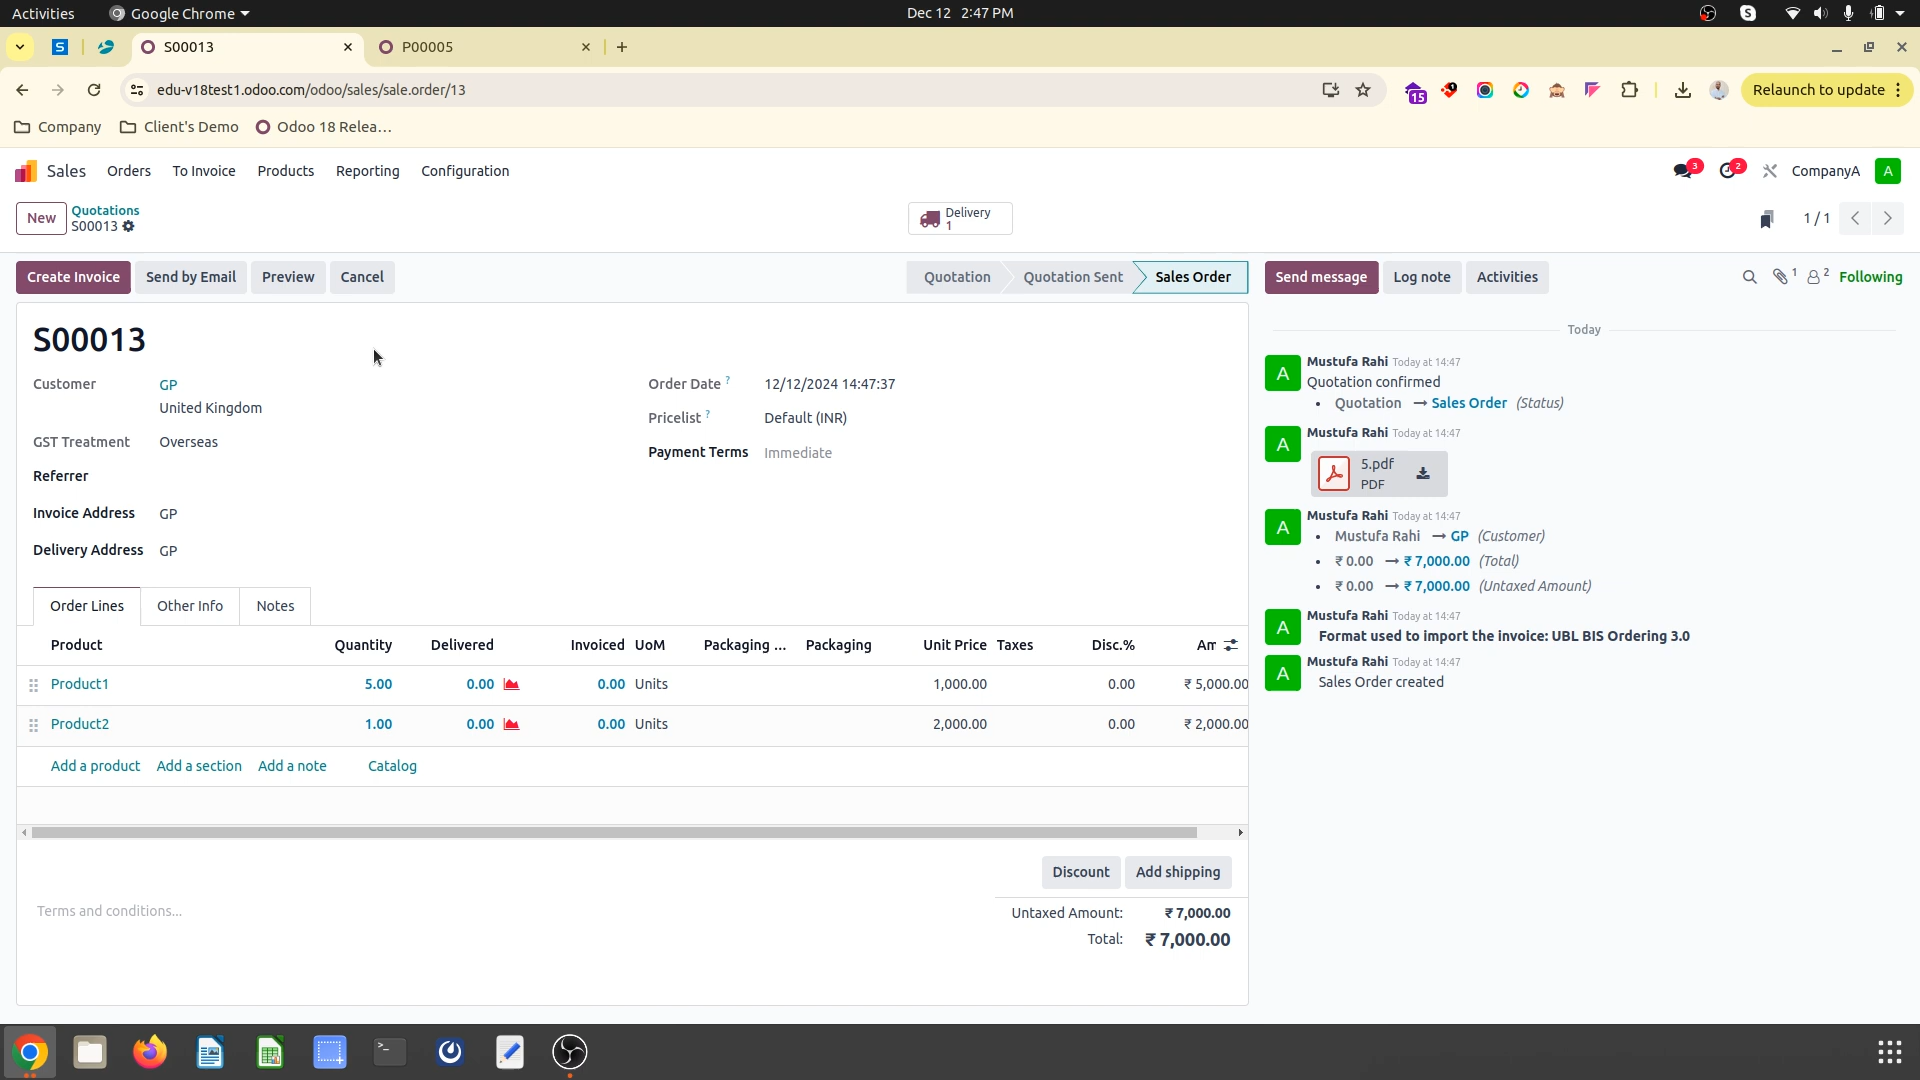 Activities Google Chrome Dec 12 2:47 PM
S00013 P00005
edu-v18test1.odoo.com/odoo/sales/sale.order/13 15 Relaunch to update
Company Client's Demo Odoo 18 Relea...
Sales Orders To Invoice Products Reporting Configuration 3 2 CompanyA A
New Quotations Delivery
S00013 1 1 / 1
Create Invoice Send by Email Preview Cancel Quotation Quotation Sent Sales Order Send message Log note Activities 1 2 Following
S00013
Customer GP
United Kingdom
GST Treatment Overseas
Referrer
Invoice Address GP
Delivery Address GP
Order Date ? 12/12/2024 14:47:37
Pricelist ? Default (INR)
Payment Terms Immediate
Order Lines Other Info Notes
Product Quantity Delivered Invoiced UoM Packaging ... Packaging Unit Price Taxes Disc.% Am
Product1 5.00 0.00 0.00 Units 1,000.00 0.00 ₹ 5,000.00
Product2 1.00 0.00 0.00 Units 2,000.00 0.00 ₹ 2,000.00
Add a product Add a section Add a note Catalog
Discount Add shipping
Terms and conditions...
Untaxed Amount: ₹ 7,000.00
Total: ₹ 7,000.00
Today
A Mustufa Rahi Today at 14:47
Quotation confirmed
• Quotation → Sales Order (Status)
A Mustufa Rahi Today at 14:47
5.pdf
PDF
A Mustufa Rahi Today at 14:47
• Mustufa Rahi → GP (Customer)
• ₹ 0.00 → ₹ 7,000.00 (Total)
• ₹ 0.00 → ₹ 7,000.00 (Untaxed Amount)
A Mustufa Rahi Today at 14:47
Format used to import the invoice: UBL BIS Ordering 3.0
A Mustufa Rahi Today at 14:47
Sales Order created